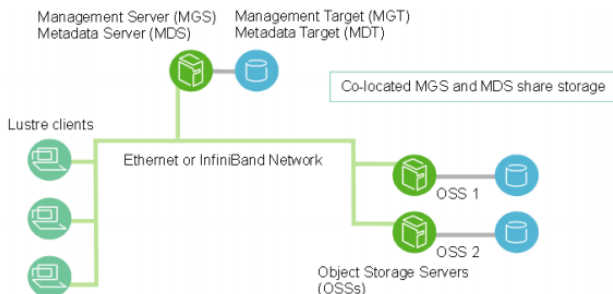 Management Server (MGS)
Metadata Server (MDS)
Management Target (MGT)
Metadata Target (MDT)
Co-located MGS and MDS share storage
Lustre clients
Ethernet or InfiniBand Network
OSS 1
OSS 2
Object Storage Servers
(OSSs)